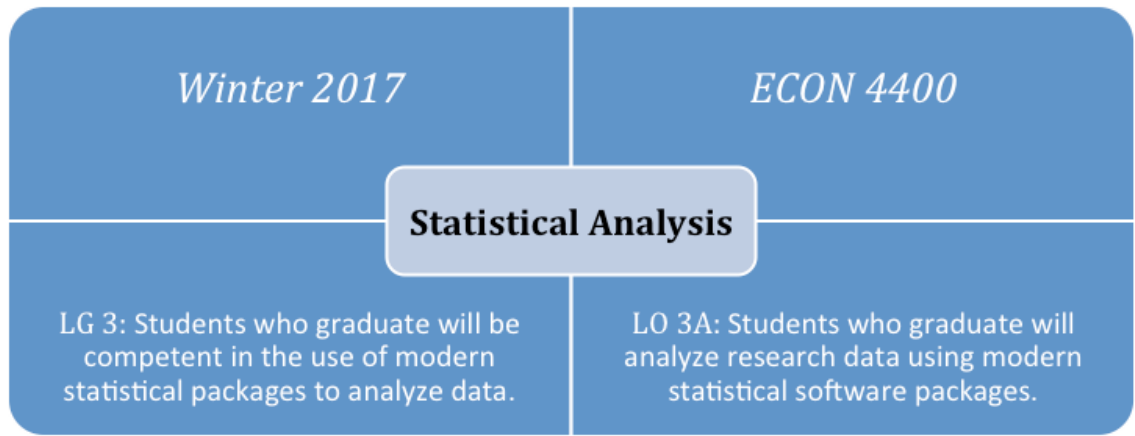 Winter 2017
ECON 4400
Statistical Analysis
LG 3: Students who graduate will be
competent in the use of modern
statistical packages to analyze data.
LO 3A: Students who graduate will
analyze research data using modern
statistical software packages.